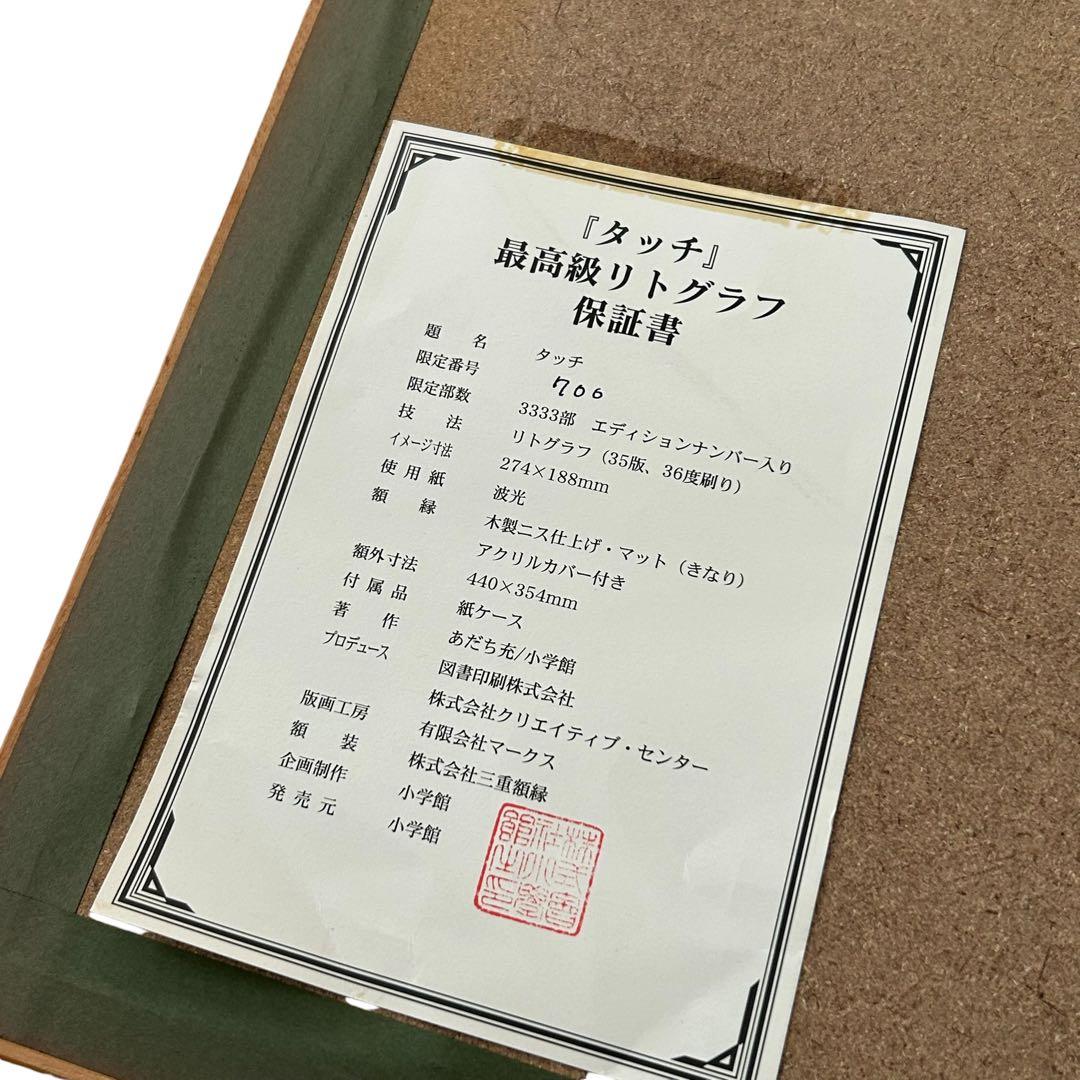 『タッチ』
最高級リトグラフ
保証書
題名 タッチ
限定番号 706
限定部数 3333部 エディションナンバー入り
技法 リトグラフ（35版、36度刷り）
イメージ寸法 274×188mm
使用紙 波光
額縁 木製ニス仕上げ・マット（きなり）
アクリルカバー付き
額外寸法 440×354mm
付属品 紙ケース
著作 あだち充/小学館
プロデュース 図書印刷株式会社
株式会社クリエイティブ・センター
版画工房 有限会社マークス
額装 株式会社三重額縁
企画制作 小学館
発売元 小学館